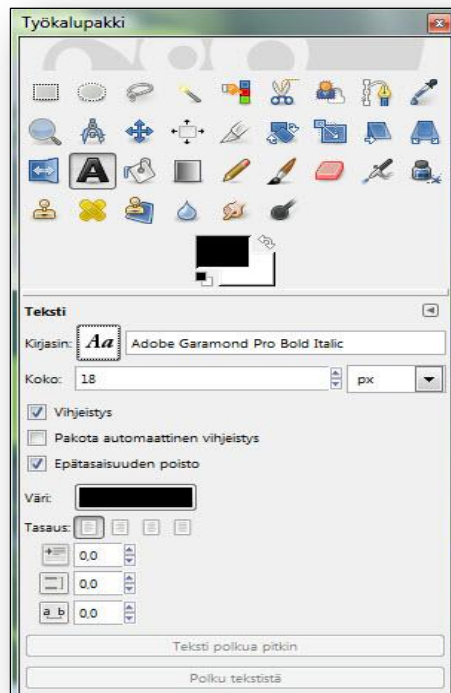 Työkalupakki
Teksti
Kirjasin: Aa Adobe Garamond Pro Bold Italic
Koko: 18 px
Vihjeistys
Pakota automaattinen vihjeistys
Epätasaisuuden poisto
Väri:
Tasaus:
0,0
0,0
a_b 0,0
Teksti polkua pitkin
Polku tekstistä